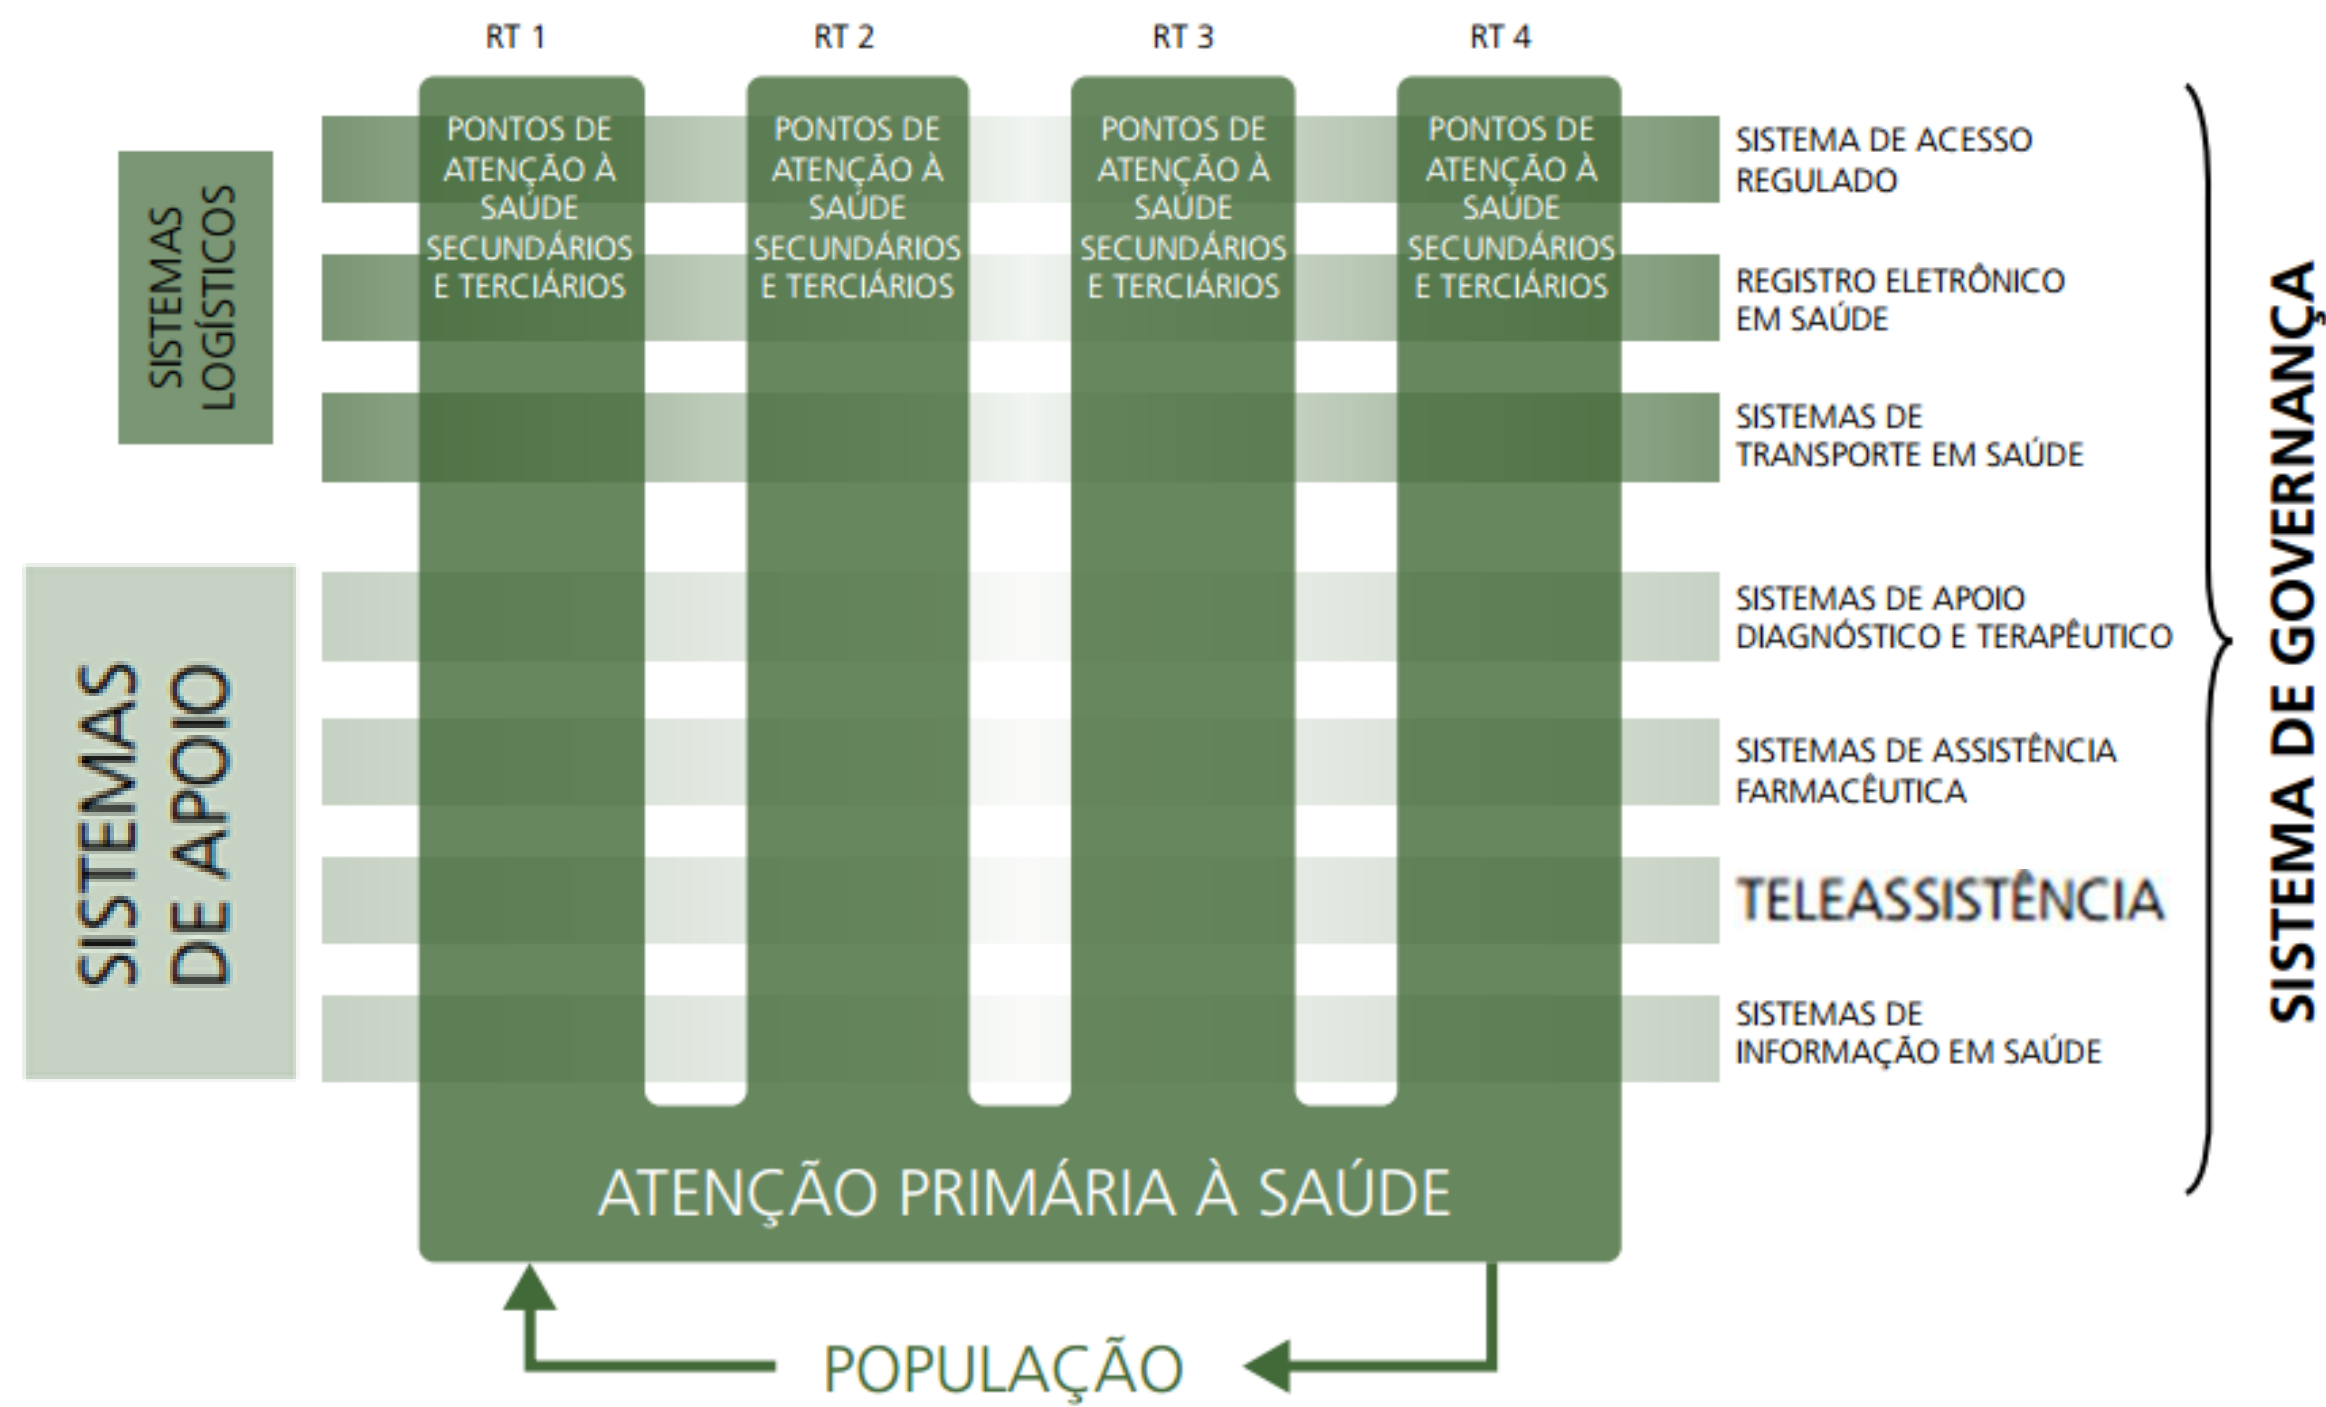 RT 1
RT 2
RT 3
RT 4
PONTOS DE
ATENÇÃO À
SAÚDE
SECUNDÁRIOS
E TERCIÁRIOS
PONTOS DE
ATENÇÃO À
SAÚDE
SECUNDÁRIOS
E TERCIÁRIOS
PONTOS DE
ATENÇÃO À
SAÚDE
SECUNDÁRIOS
E TERCIÁRIOS
PONTOS DE
ATENÇÃO À
SAÚDE
SECUNDÁRIOS
E TERCIÁRIOS
SISTEMAS
LOGÍSTICOS
SISTEMA DE ACESSO
REGULADO
REGISTRO ELETRÔNICO
EM SAÚDE
SISTEMAS DE
TRANSPORTE EM SAÚDE
SISTEMAS
DE APOIO
SISTEMAS DE APOIO
DIAGNÓSTICO E TERAPÊUTICO
SISTEMAS DE ASSISTÊNCIA
FARMACÊUTICA
TELEASSISTÊNCIA
SISTEMAS DE
INFORMAÇÃO EM SAÚDE
SISTEMA DE GOVERNANÇA
ATENÇÃO PRIMÁRIA À SAÚDE
POPULAÇÃO